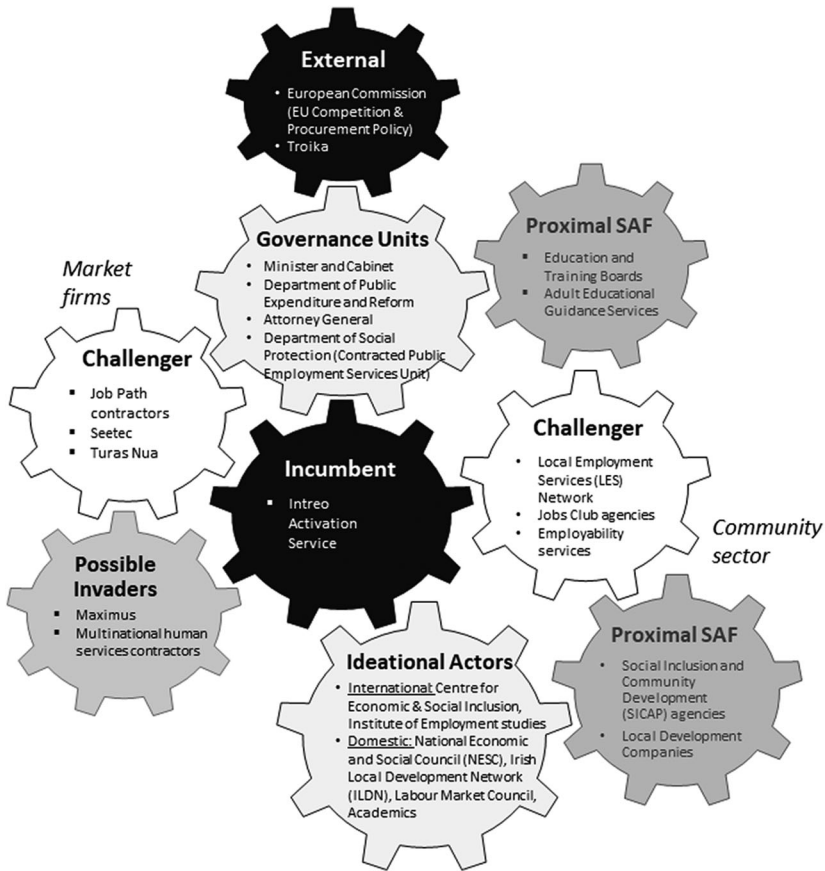 External
• European Commission
(EU Competition &
Procurement Policy)
• Troika
Governance Units
• Minister and Cabinet
• Department of Public
Expenditure and Reform
• Attorney General
• Department of Social
Protection (Contracted Public
Employment Services Unit)
Proximal SAF
▪ Education and
Training Boards
▪ Adult Educational
Guidance Services
Market
firms
Challenger
▪ Job Path
contractors
▪ Seetec
▪ Turas Nua
Incumbent
▪ Intreo
Activation
Service
Challenger
• Local Employment
Services (LES)
Network
• Jobs Club agencies
• Employability
services
Community
sector
Possible
Invaders
▪ Maximus
▪ Multinational human
services contractors
Ideational Actors
• International: Centre for
Economic & Social Inclusion,
Institute of Employment studies
• Domestic: National Economic
and Social Council (NESC), Irish
Local Development Network
(ILDN), Labour Market Council,
Academics
Proximal SAF
• Social Inclusion and
Community
Development
(SICAP) agencies
• Local Development
Companies